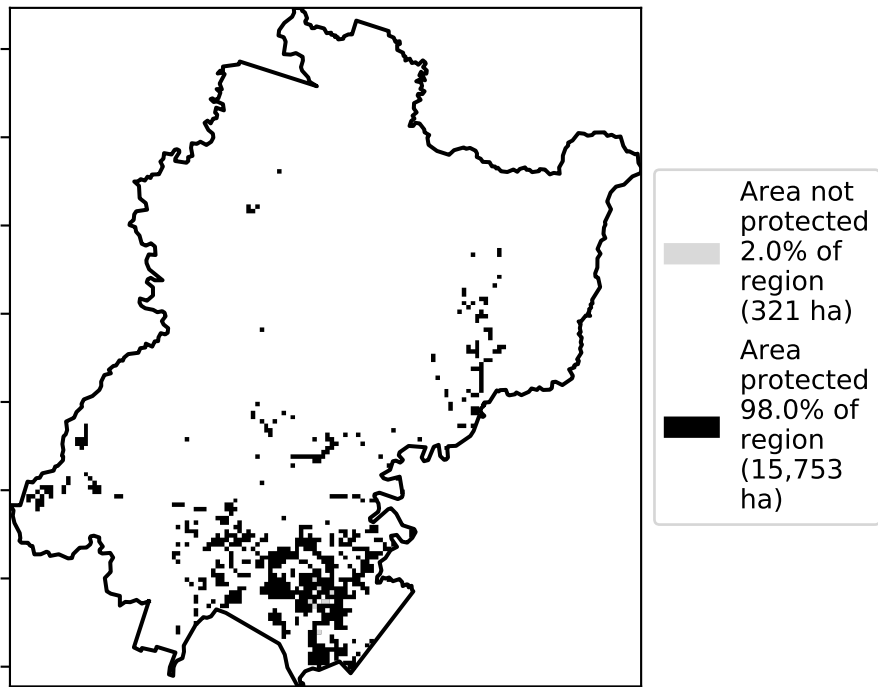 Area not
protected
2.0% of
region
(321 ha)
Area
protected
98.0% of
region
(15,753
ha)